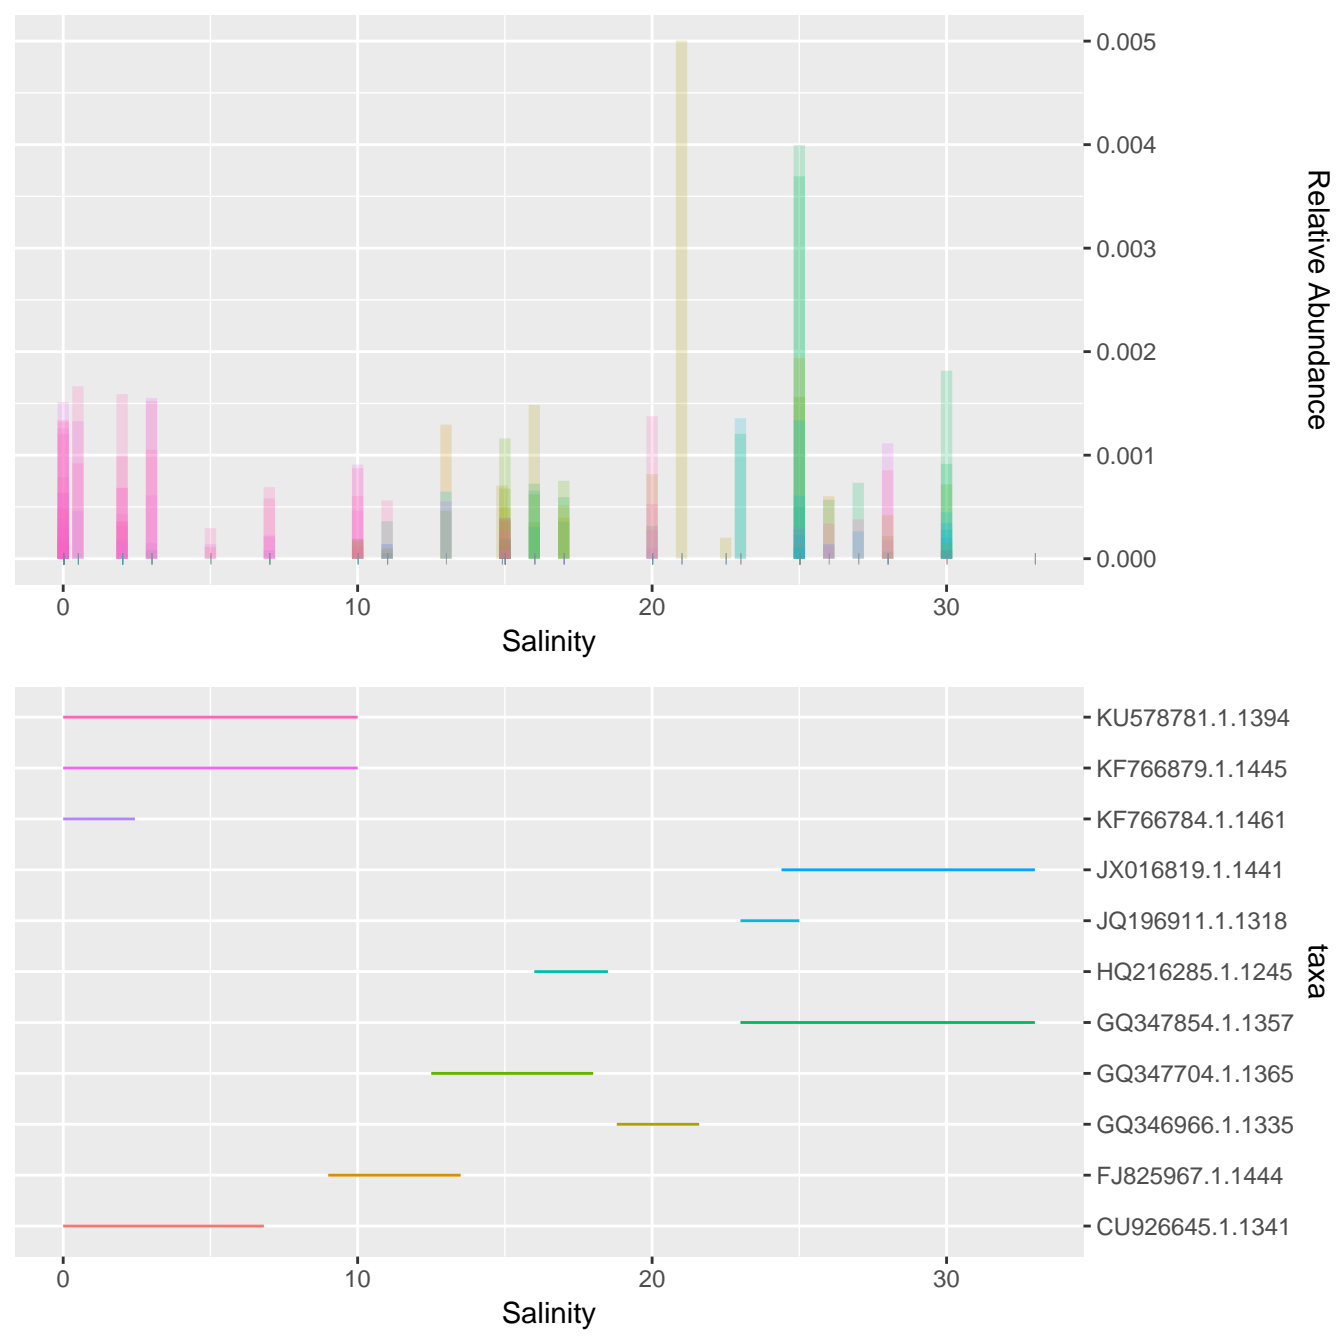 0.005
0.004
0.003
0.002
0.001
0.000
Relative Abundance
0 10 20 30
Salinity
KU578781.1.1394
KF766879.1.1445
KF766784.1.1461
JX016819.1.1441
JQ196911.1.1318
HQ216285.1.1245
GQ347854.1.1357
GQ347704.1.1365
GQ346966.1.1335
FJ825967.1.1444
CU926645.1.1341
taxa
0 10 20 30
Salinity